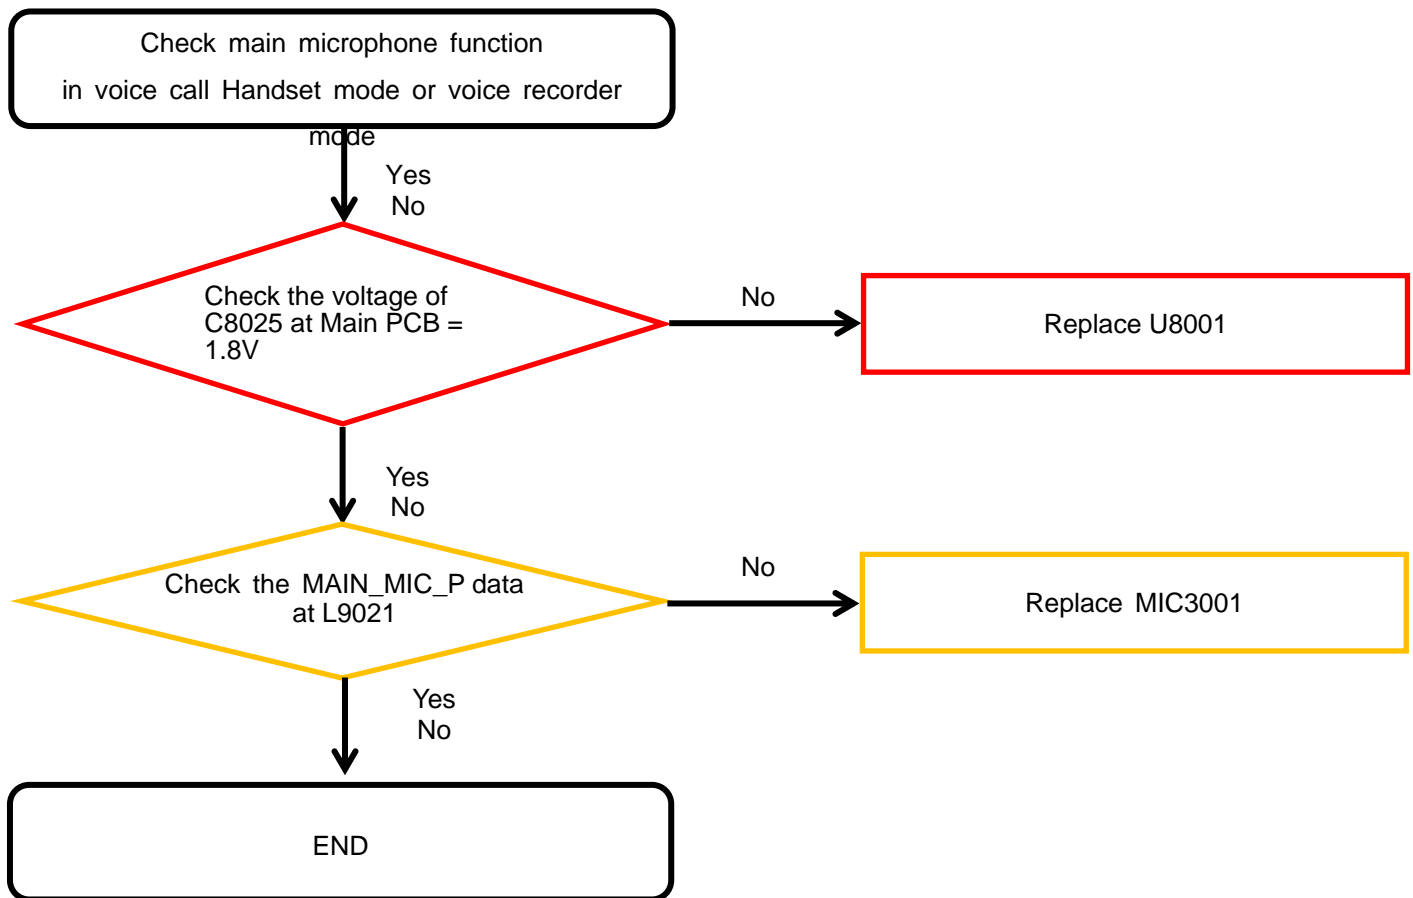 Check main microphone function
in voice call Handset mode or voice recorder
mode
Yes
No
Check the voltage of
C8025 at Main PCB =
1.8V
No
Replace U8001
Yes
No
Check the MAIN_MIC_P data
at L9021
No
Replace MIC3001
Yes
No
END